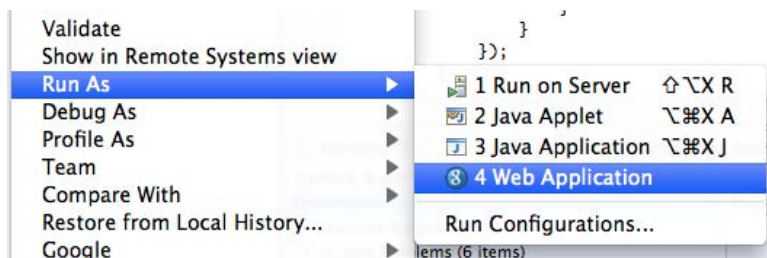 }
}
});
Validate
Show in Remote Systems view
Run As
Debug As
Profile As
Team
Compare With
Restore from Local History...
Google
1 Run on Server ⇧⌥X R
2 Java Applet ⌥⌘X A
3 Java Application ⌥⌘X J
4 Web Application
Run Configurations...
lems (6 items)